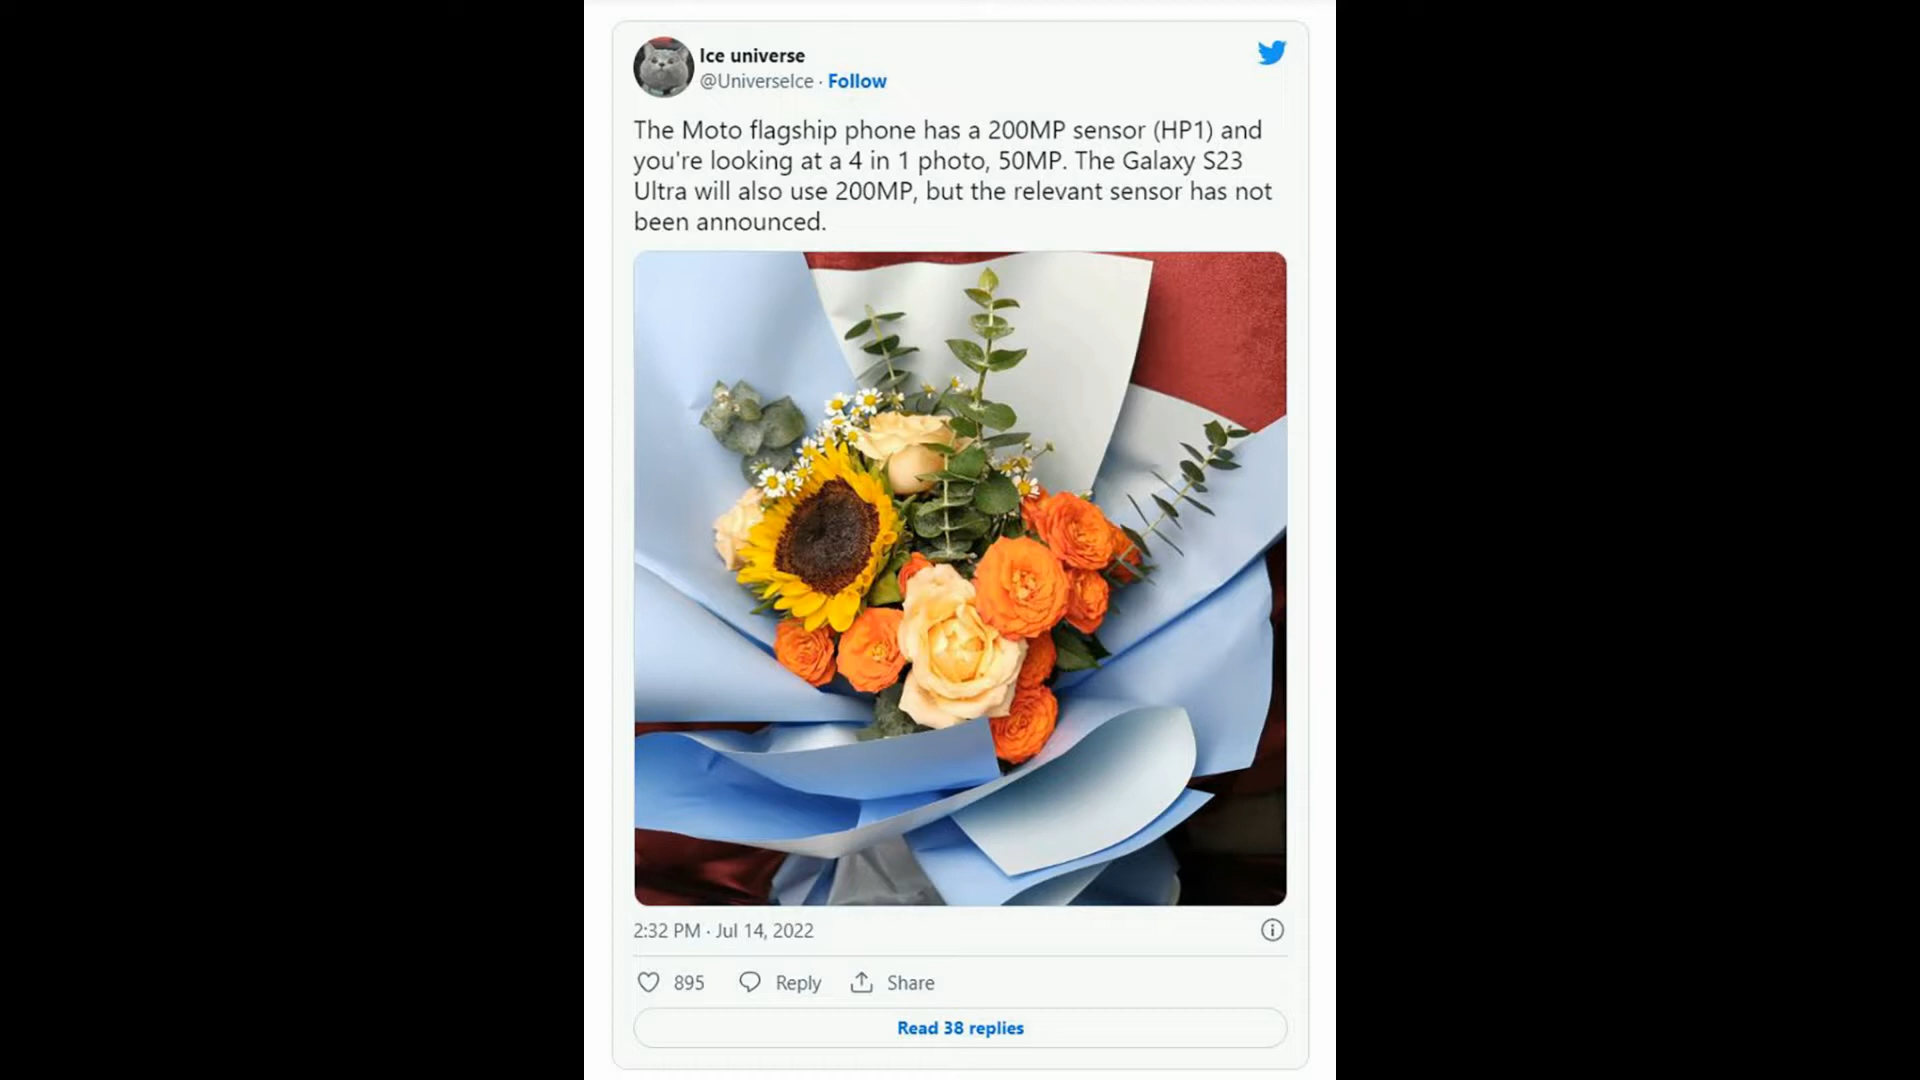 Ice universe
@UniverseIce · Follow
The Moto flagship phone has a 200MP sensor (HP1) and
you're looking at a 4 in 1 photo, 50MP. The Galaxy S23
Ultra will also use 200MP, but the relevant sensor has not
been announced.
2:32 PM · Jul 14, 2022
895 Reply Share
Read 38 replies